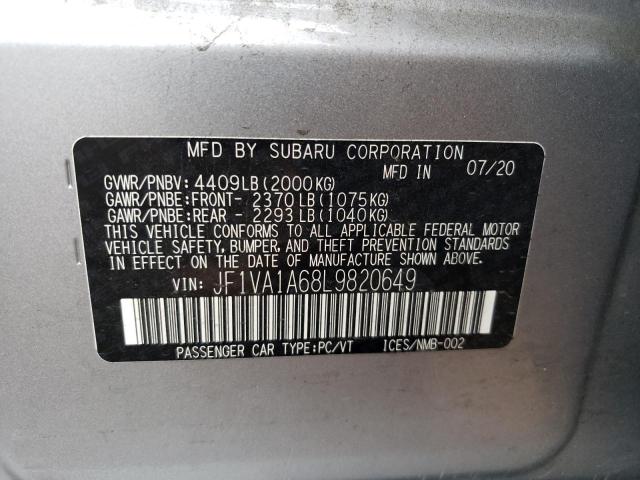 MFD BY SUBARU CORPORATION
MFD IN 07/20
GVWR/PNBV: 4409LB(2000KG)
GAWR/PNBE:FRONT- 2370LB(1075KG)
GAWR/PNBE:REAR - 2293LB(1040KG)
THIS VEHICLE CONFORMS TO ALL APPLICABLE FEDERAL MOTOR
VEHICLE SAFETY, BUMPER, AND THEFT PREVENTION STANDARDS
IN EFFECT ON THE DATE OF MANUFACTURE SHOWN ABOVE.
VIN: JF1VA1A68L9820649
PASSENGER CAR TYPE:PC/VT ICES/NMB-002